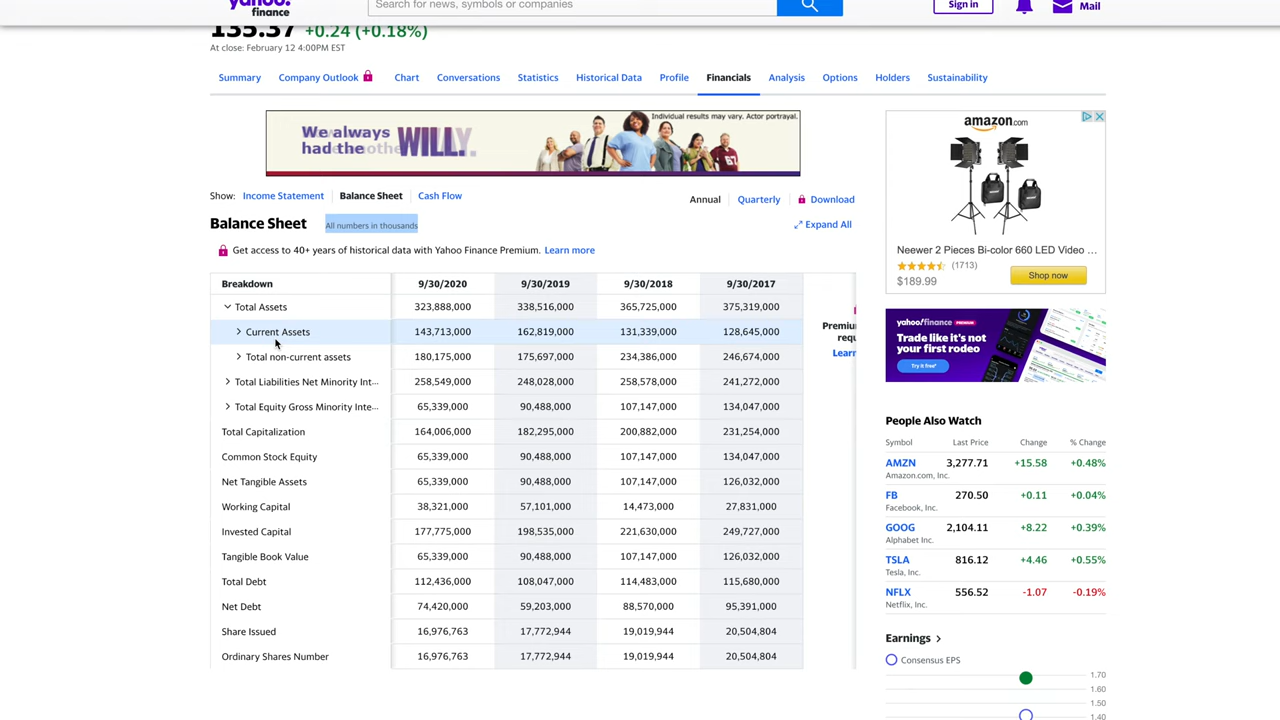 yahoo!
finance
Search for news, symbols or companies
Sign in
Mail
135.37 +0.24 (+0.18%)
At close: February 12 4:00PM EST
Summary Company Outlook Chart Conversations Statistics Historical Data Profile Financials Analysis Options Holders Sustainability
Individual results may vary. Actor portrayal.
We always
had the WILLY.
amazon.com
Neewer 2 Pieces Bi-color 660 LED Video ...
(1713)
$189.99
Shop now
Show: Income Statement Balance Sheet Cash Flow
Annual Quarterly Download
Balance Sheet All numbers in thousands
Expand All
Get access to 40+ years of historical data with Yahoo Finance Premium. Learn more
Breakdown 9/30/2020 9/30/2019 9/30/2018 9/30/2017
Total Assets 323,888,000 338,516,000 365,725,000 375,319,000
Current Assets 143,713,000 162,819,000 131,339,000 128,645,000
Total non-current assets 180,175,000 175,697,000 234,386,000 246,674,000
Total Liabilities Net Minority Int... 258,549,000 248,028,000 258,578,000 241,272,000
Total Equity Gross Minority Inte... 65,339,000 90,488,000 107,147,000 134,047,000
Total Capitalization 164,006,000 182,295,000 200,882,000 231,254,000
Common Stock Equity 65,339,000 90,488,000 107,147,000 134,047,000
Net Tangible Assets 65,339,000 90,488,000 107,147,000 126,032,000
Working Capital 38,321,000 57,101,000 14,473,000 27,831,000
Invested Capital 177,775,000 198,535,000 221,630,000 249,727,000
Tangible Book Value 65,339,000 90,488,000 107,147,000 126,032,000
Total Debt 112,436,000 108,047,000 114,483,000 115,680,000
Net Debt 74,420,000 59,203,000 88,570,000 95,391,000
Share Issued 16,976,763 17,772,944 19,019,944 20,504,804
Ordinary Shares Number 16,976,763 17,772,944 19,019,944 20,504,804
Premiu
requ
Learn
yahoo!finance PREMIUM
Trade like it's not
your first rodeo
Try it free*
People Also Watch
Symbol Last Price Change % Change
AMZN 3,277.71 +15.58 +0.48%
Amazon.com, Inc.
FB 270.50 +0.11 +0.04%
Facebook, Inc.
GOOG 2,104.11 +8.22 +0.39%
Alphabet Inc.
TSLA 816.12 +4.46 +0.55%
Tesla, Inc.
NFLX 556.52 -1.07 -0.19%
Netflix, Inc.
Earnings
Consensus EPS
1.70
1.60
1.50
1.40